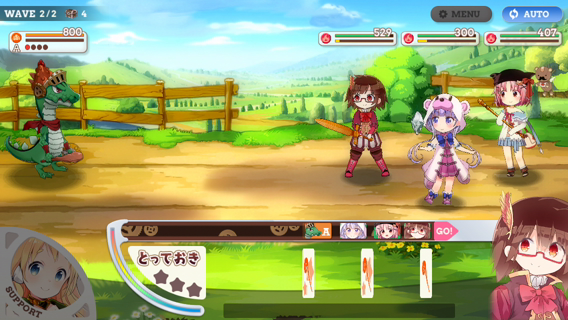 WAVE 2/2 4
MENU
AUTO
800
A
529
300
407
A
GO!
とっておき
SUPPORT